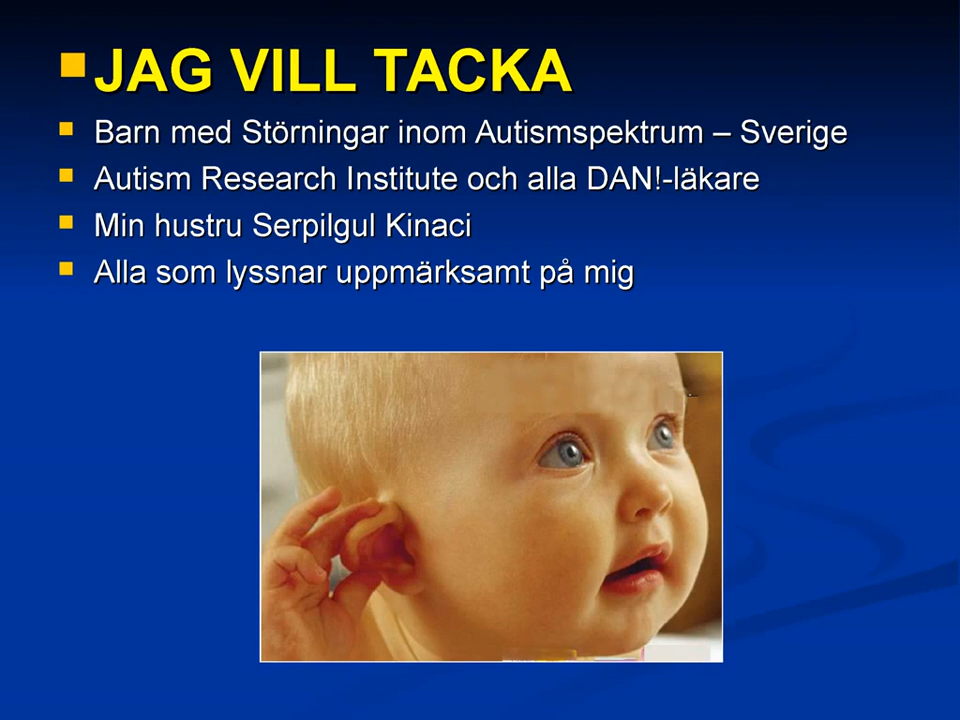 JAG VILL TACKA
Barn med Störningar inom Autismspektrum – Sverige
Autism Research Institute och alla DAN!-läkare
Min hustru Serpilgul Kinaci
Alla som lyssnar uppmärksamt på mig